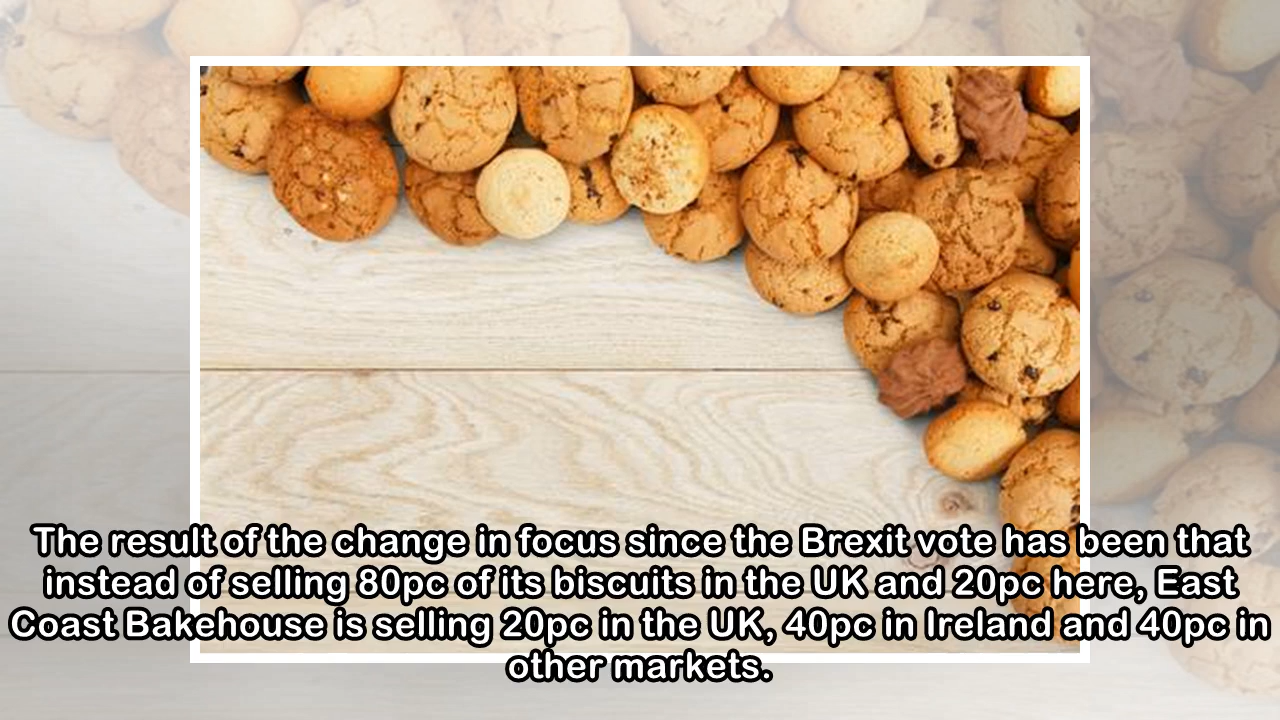 The result of the change in focus since the Brexit vote has been that
instead of selling 80pc of its biscuits in the UK and 20pc here, East
Coast Bakehouse is selling 20pc in the UK, 40pc in Ireland and 40pc in
other markets.